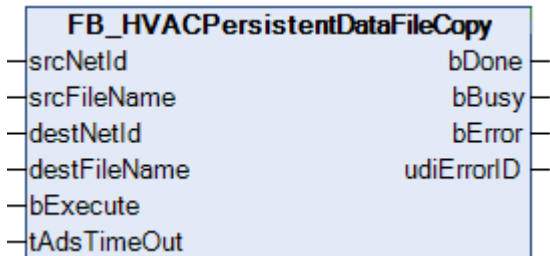 FB_HVACPersistentDataFileCopy
srcNetId bDone
srcFileName bBusy
destNetId bError
destFileName udiErrorID
bExecute
tAdsTimeOut